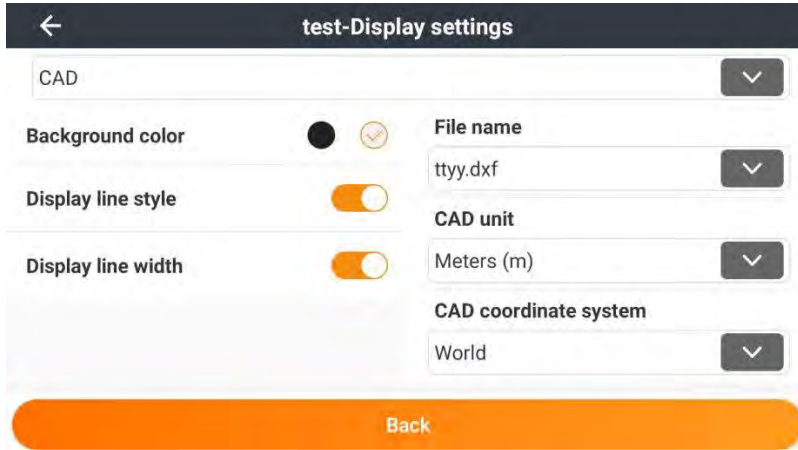 test-Display settings
CAD
Background color
Display line style
Display line width
File name
ttyy.dxf
CAD unit
Meters (m)
CAD coordinate system
World
Back